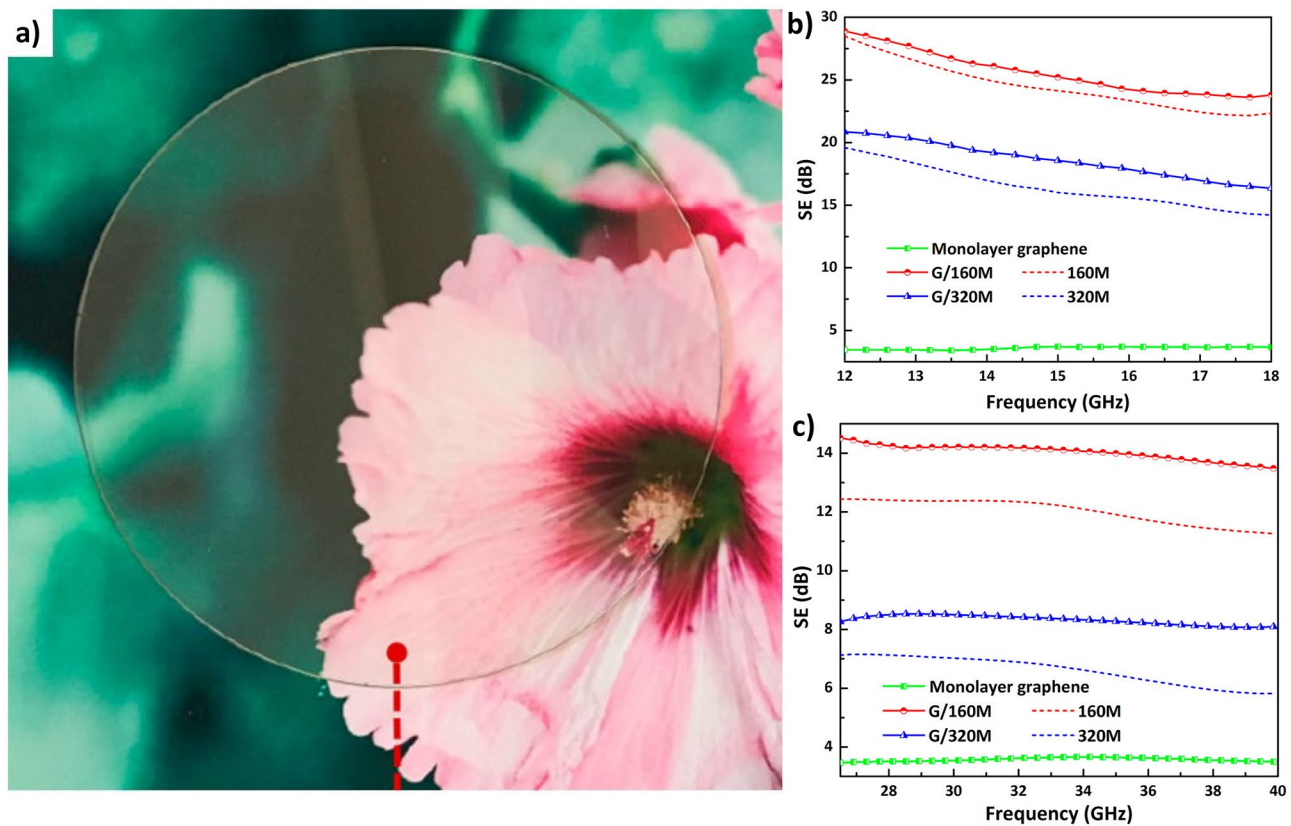 a)
b)
30
25
20
15
10
5
SE (dB)
Monolayer graphene
G/160M 160M
G/320M 320M
12 13 14 15 16 17 18
Frequency (GHz)
c)
14
12
10
8
6
4
SE (dB)
Monolayer graphene
G/160M 160M
G/320M 320M
28 30 32 34 36 38 40
Frequency (GHz)